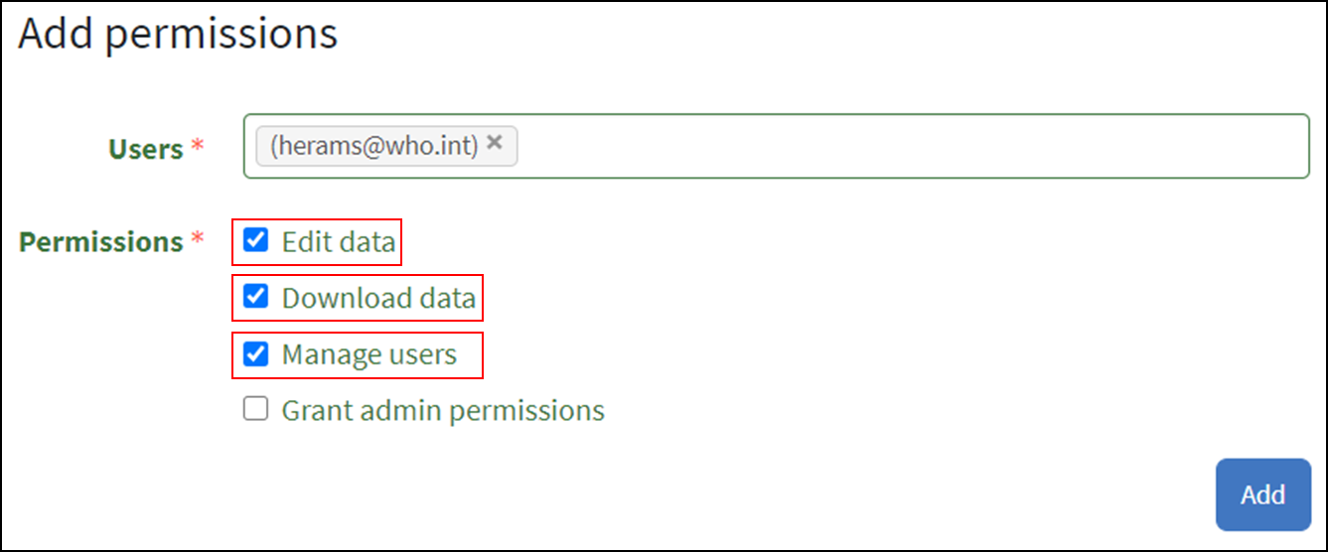 Add permissions
Users *
(herams@who.int) ×
Permissions *
Edit data
Download data
Manage users
Grant admin permissions
Add